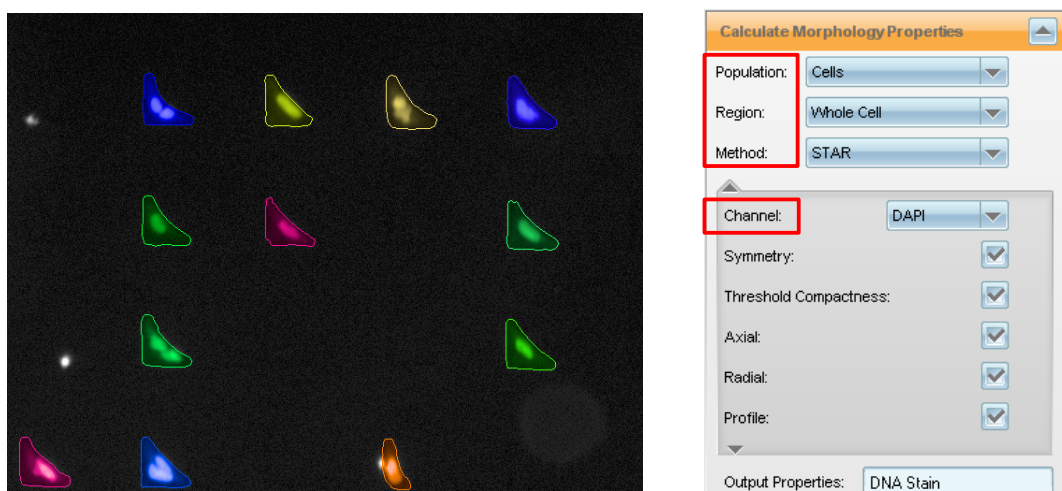 Calculate Morphology Properties
Population: Cells
Region: Whole Cell
Method: STAR
Channel: DAPI
Symmetry:
Threshold Compactness:
Axial:
Radial:
Profile:
Output Properties: DNA Stain